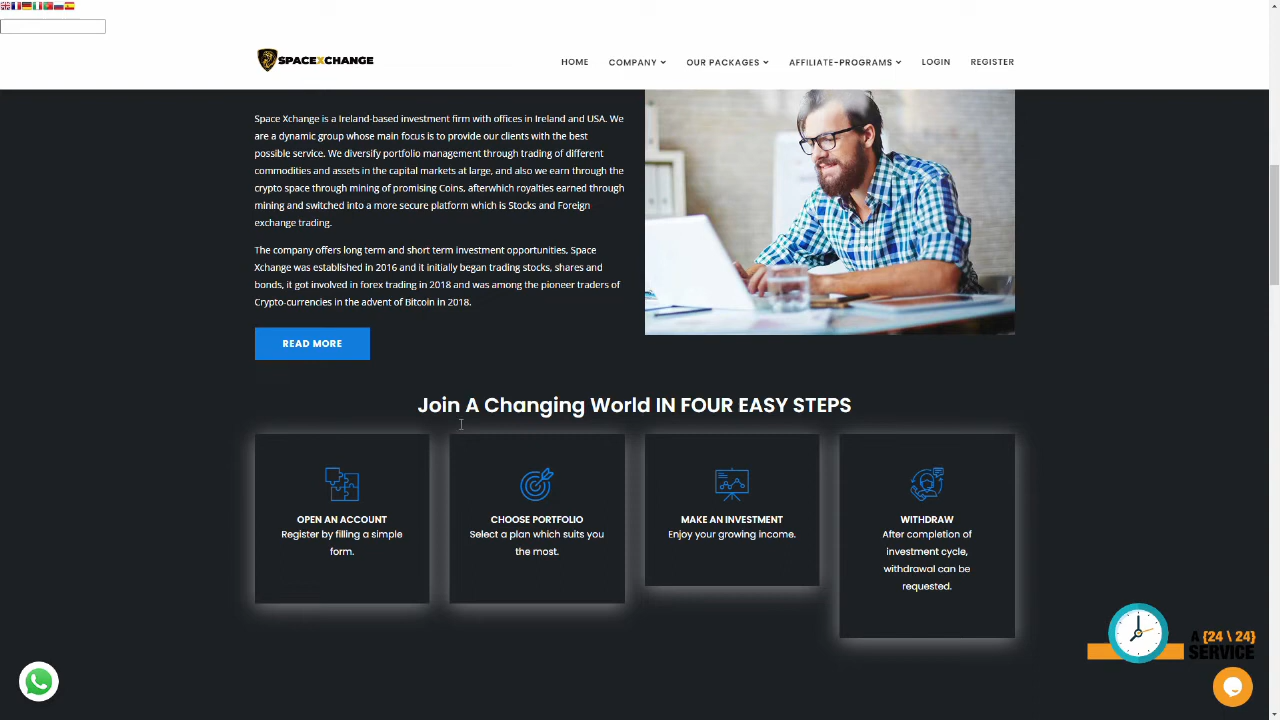 SPACEXCHANGE
HOME
COMPANY
OUR PACKAGES
AFFILIATE-PROGRAMS
LOGIN
REGISTER
Space Xchange is a Ireland-based investment firm with offices in Ireland and USA. We
are a dynamic group whose main focus is to provide our clients with the best
possible service. We diversify portfolio management through trading of different
commodities and assets in the capital markets at large, and also we earn through the
crypto space through mining of promising Coins, afterwhich royalties earned through
mining and switched into a more secure platform which is Stocks and Foreign
exchange trading.
The company offers long term and short term investment opportunities, Space
Xchange was established in 2016 and it initially began trading stocks, shares and
bonds, it got involved in forex trading in 2018 and was among the pioneer traders of
Crypto-currencies in the advent of Bitcoin in 2018.
READ MORE
Join A Changing World IN FOUR EASY STEPS
OPEN AN ACCOUNT
Register by filling a simple
form.
CHOOSE PORTFOLIO
Select a plan which suits you
the most.
MAKE AN INVESTMENT
Enjoy your growing income.
WITHDRAW
After completion of
investment cycle,
withdrawal can be
requested.
A {24 \ 24}
SERVICE